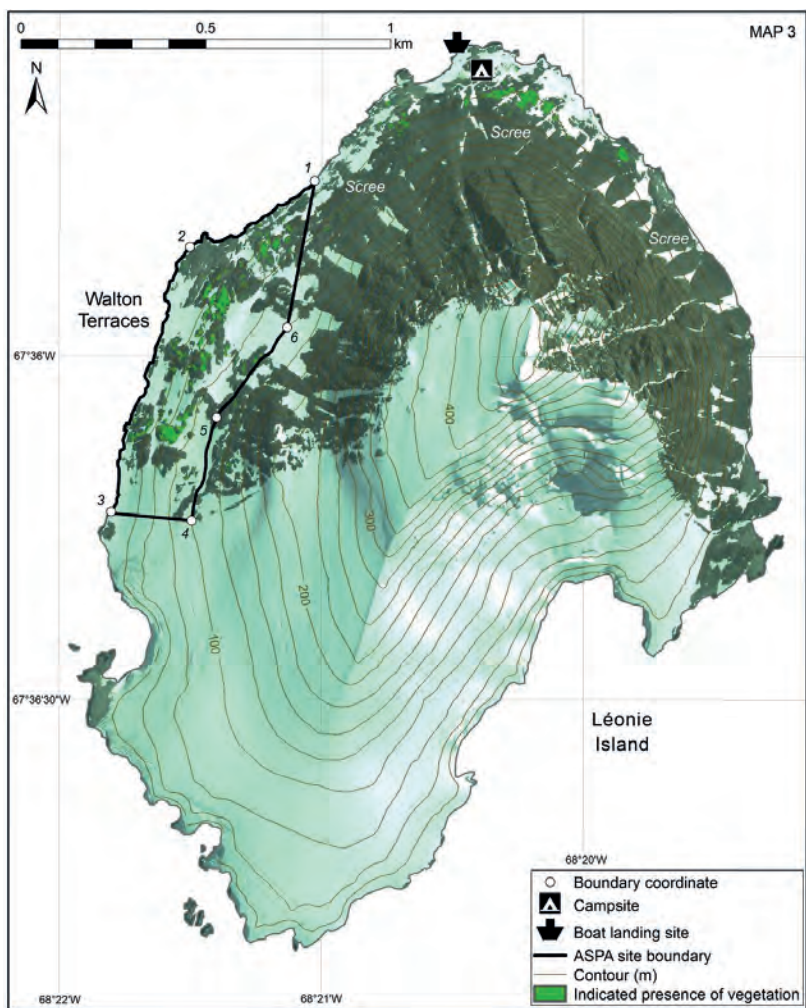 0 0.5 1
km
MAP 3
N
Scree
Scree
1
Scree
2
Scree
Walton
Terraces
6
67°36'W
400
5
3
300
4
200
100
67°36'30"W
Léonie
Island
68°20'W
Boundary coordinate
Campsite
Boat landing site
ASPA site boundary
Contour (m)
Indicated presence of vegetation
68°22'W
68°21'W